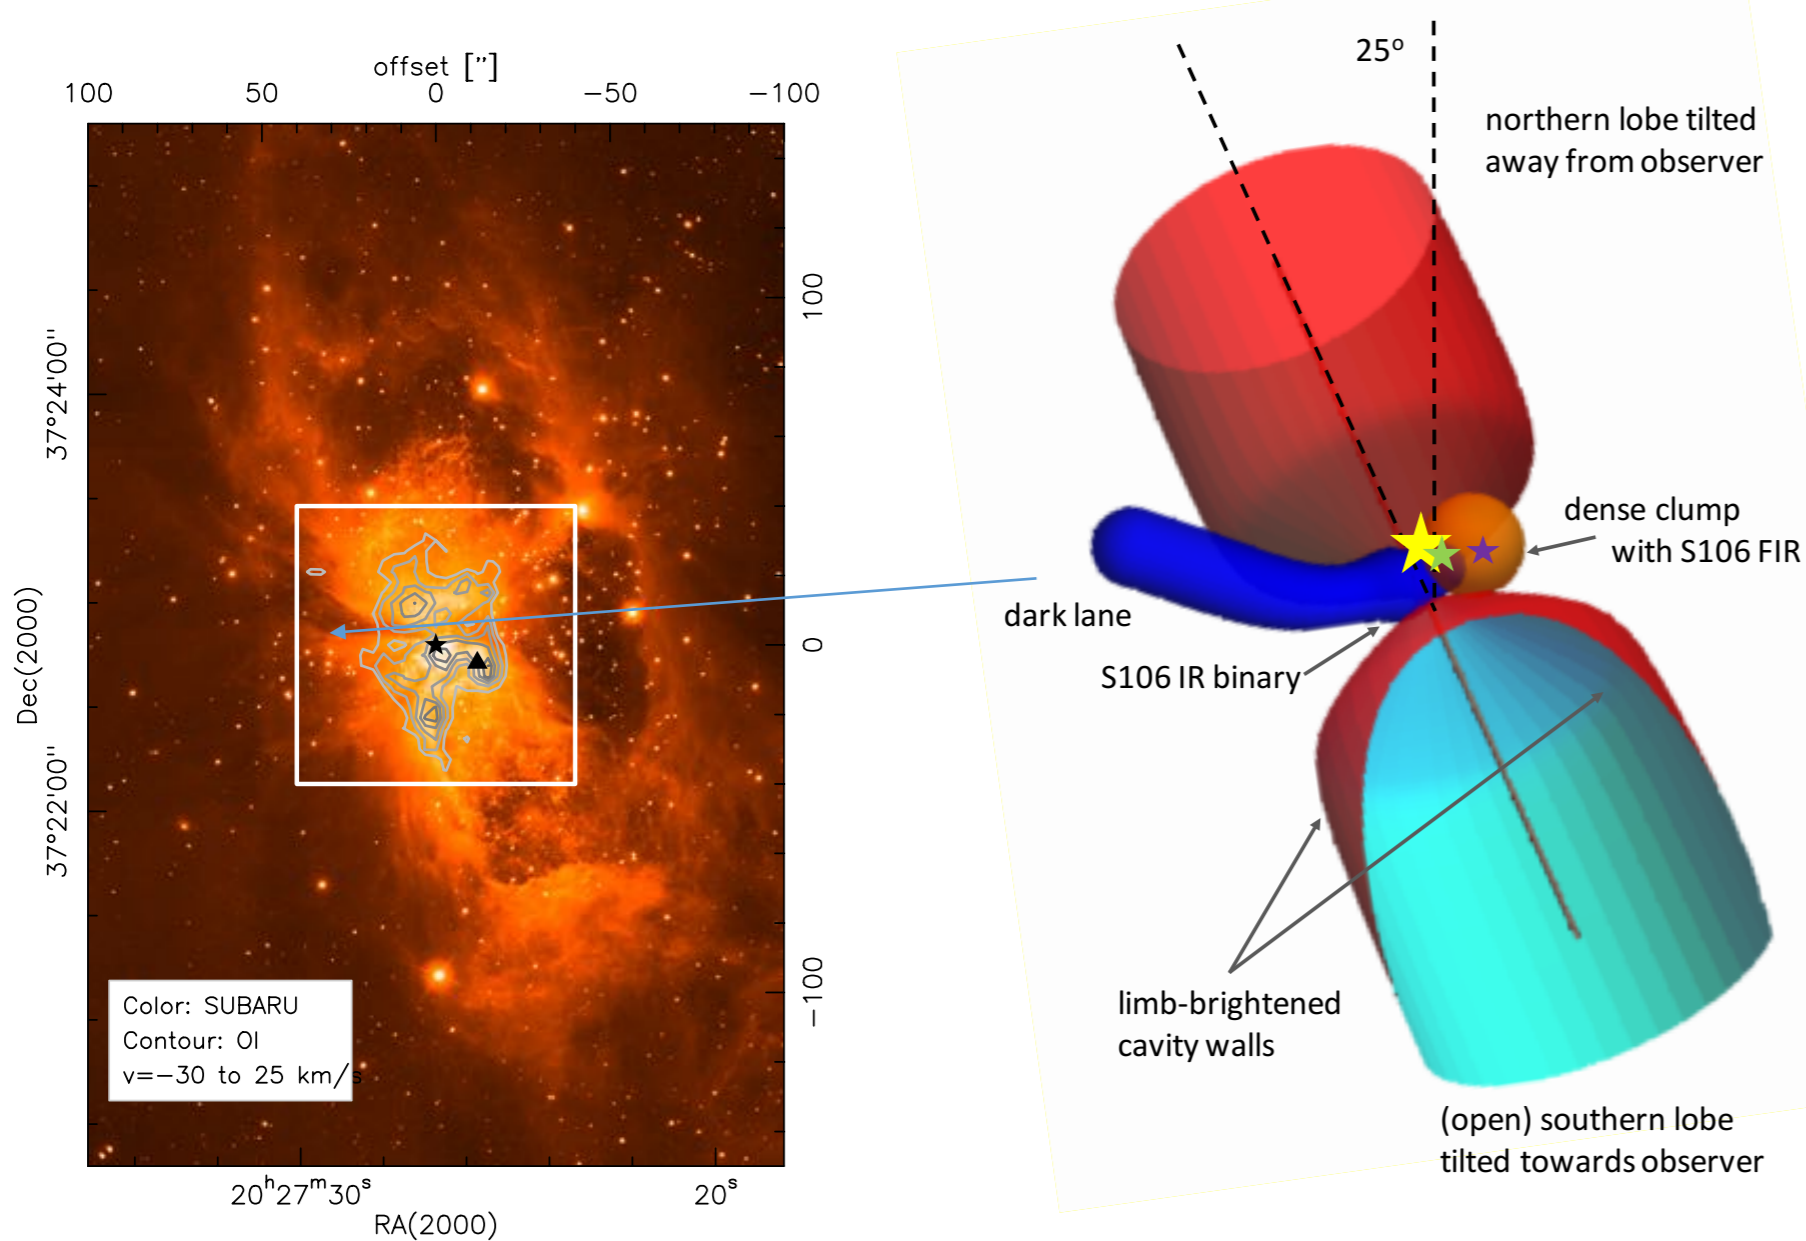 offset ["]
100 50 0 −50 −100
100
0
−100
37°24'00"
37°22'00"
Dec(2000)
Color: SUBARU
Contour: OI
v=−30 to 25 km/s
20h27m30s 20s
RA(2000)
25o
northern lobe tilted
away from observer
dense clump
with S106 FIR
dark lane
S106 IR binary
limb-brightened
cavity walls
(open) southern lobe
tilted towards observer